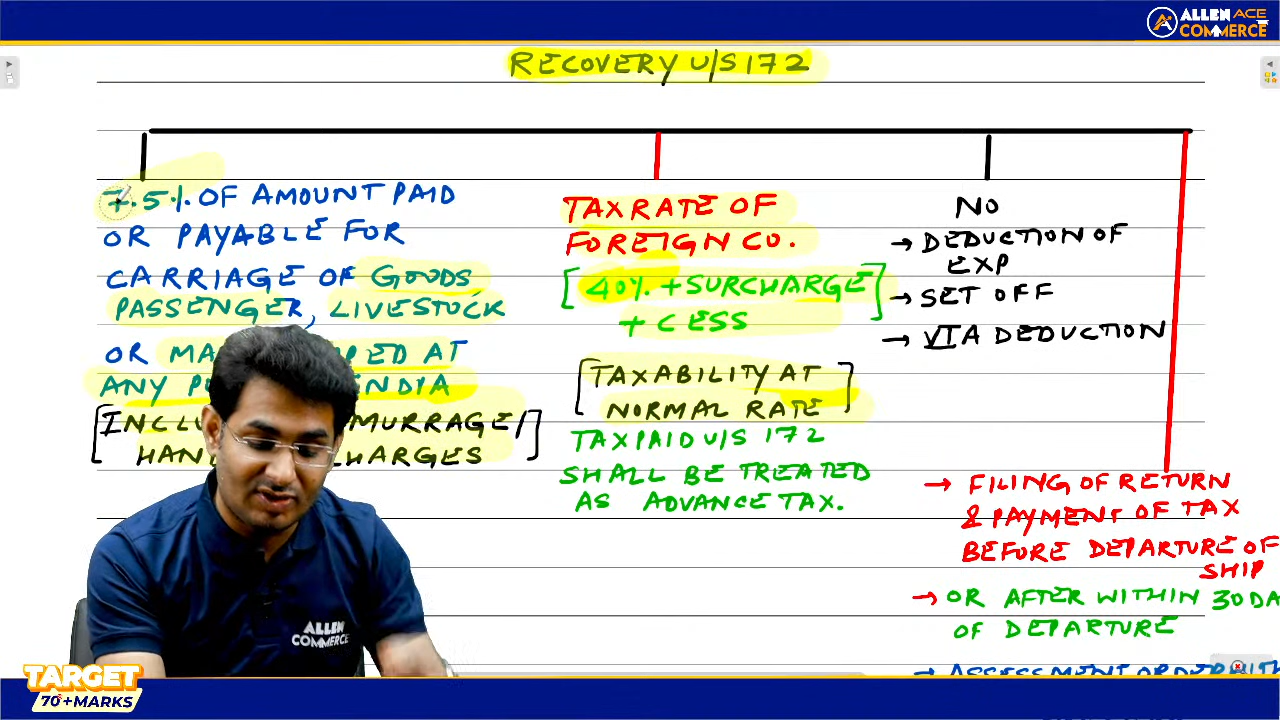 ALLEN ACE
COMMERCE
RECOVERY U/S 172
7.5%. OF AMOUNT PAID
OR PAYABLE FOR
CARRIAGE OF GOODS
PASSENGER, LIVESTOCK
OR
AT
ANY
INDIA
HARGES
TAX RATE OF
FOREIGN CO.
[40% + SURCHARGE
+ CESS]
[TAXABILITY AT
NORMAL RATE]
TAX PAID U/S 172
SHALL BE TREATED
AS ADVANCE TAX.
NO
→ DEDUCTION OF
EXP
→ SET OFF
→ VIA DEDUCTION
→ FILING OF RETURN
& PAYMENT OF TAX
BEFORE DEPARTURE OF
SHIP
→ OR AFTER WITHIN 30 DA
OF DEPARTURE
→ ASSESSMENT ORDER
ALLEN
COMMERCE
TARGET
70+MARKS